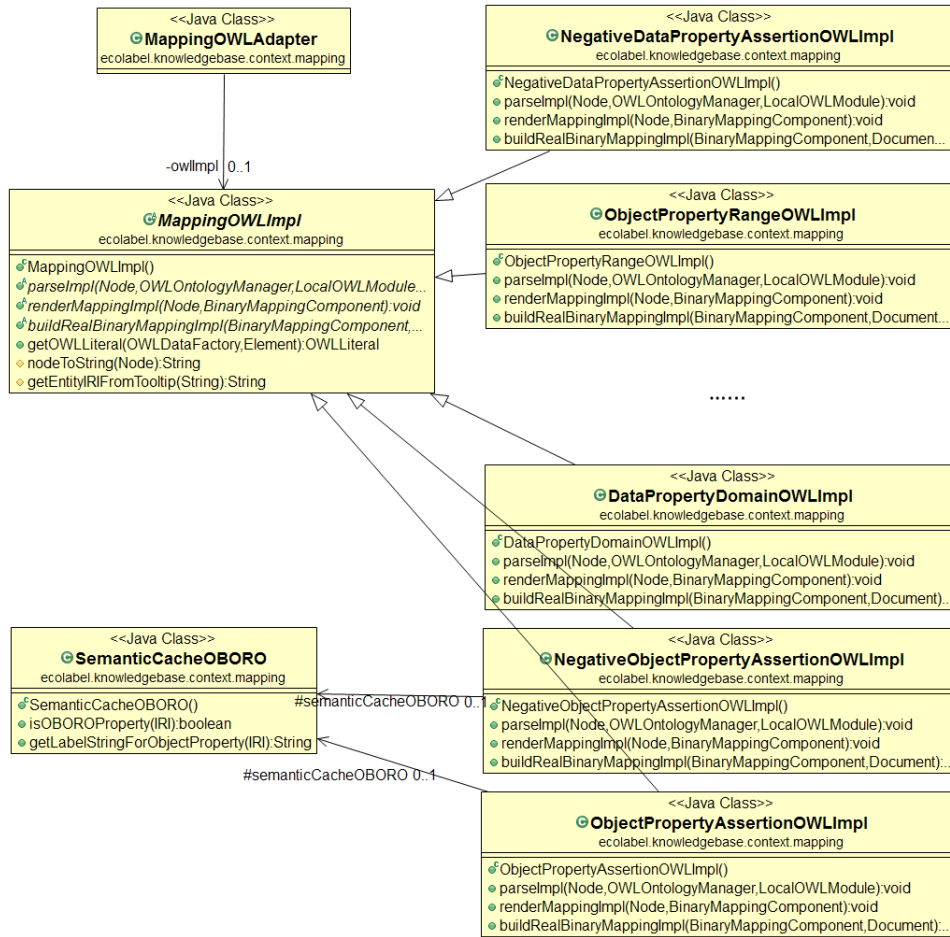 <<Java Class>>
MappingOWLAdapter
ecolabel.knowledgebase.context.mapping
-owlImpl 0..1
<<Java Class>>
MappingOWLImpl
ecolabel.knowledgebase.context.mapping
MappingOWLImpl()
parseImpl(Node,OWLOntologyManager,LocalOWLModule...
renderMappingImpl(Node,BinaryMappingComponent):void
buildRealBinaryMappingImpl(BinaryMappingComponent,...
getOWLLiteral(OWLDataFactory,Element):OWLLiteral
nodeToString(Node):String
getEntityIRIFromTooltip(String):String
<<Java Class>>
NegativeDataPropertyAssertionOWLImpl
ecolabel.knowledgebase.context.mapping
NegativeDataPropertyAssertionOWLImpl()
parseImpl(Node,OWLOntologyManager,LocalOWLModule):void
renderMappingImpl(Node,BinaryMappingComponent):void
buildRealBinaryMappingImpl(BinaryMappingComponent,Documen...
<<Java Class>>
ObjectPropertyRangeOWLImpl
ecolabel.knowledgebase.context.mapping
ObjectPropertyRangeOWLImpl()
parseImpl(Node,OWLOntologyManager,LocalOWLModule):void
renderMappingImpl(Node,BinaryMappingComponent):void
buildRealBinaryMappingImpl(BinaryMappingComponent,Document...
......
<<Java Class>>
DataPropertyDomainOWLImpl
ecolabel.knowledgebase.context.mapping
DataPropertyDomainOWLImpl()
parseImpl(Node,OWLOntologyManager,LocalOWLModule):void
renderMappingImpl(Node,BinaryMappingComponent):void
buildRealBinaryMappingImpl(BinaryMappingComponent,Document)...
<<Java Class>>
SemanticCacheOBORO
ecolabel.knowledgebase.context.mapping
SemanticCacheOBORO()
isOBOROProperty(IRI):boolean
getLabelStringForObjectProperty(IRI):String
#semanticCacheOBORO 0..1
#semanticCacheOBORO 0..1
<<Java Class>>
NegativeObjectPropertyAssertionOWLImpl
ecolabel.knowledgebase.context.mapping
NegativeObjectPropertyAssertionOWLImpl()
parseImpl(Node,OWLOntologyManager,LocalOWLModule):void
renderMappingImpl(Node,BinaryMappingComponent):void
buildRealBinaryMappingImpl(BinaryMappingComponent,Document):...
<<Java Class>>
ObjectPropertyAssertionOWLImpl
ecolabel.knowledgebase.context.mapping
ObjectPropertyAssertionOWLImpl()
parseImpl(Node,OWLOntologyManager,LocalOWLModule):void
renderMappingImpl(Node,BinaryMappingComponent):void
buildRealBinaryMappingImpl(BinaryMappingComponent,Document):...